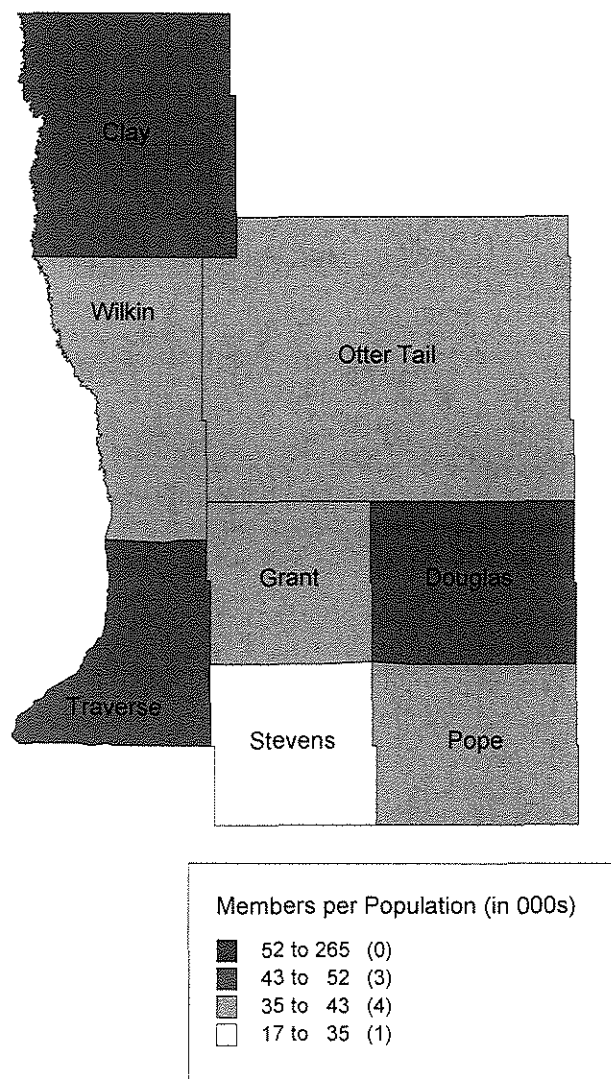 Clay
Wilkin
Otter Tail
Grant
Douglas
Traverse
Stevens
Pope
Members per Population (in 000s)
52 to 265 (0)
43 to 52 (3)
35 to 43 (4)
17 to 35 (1)